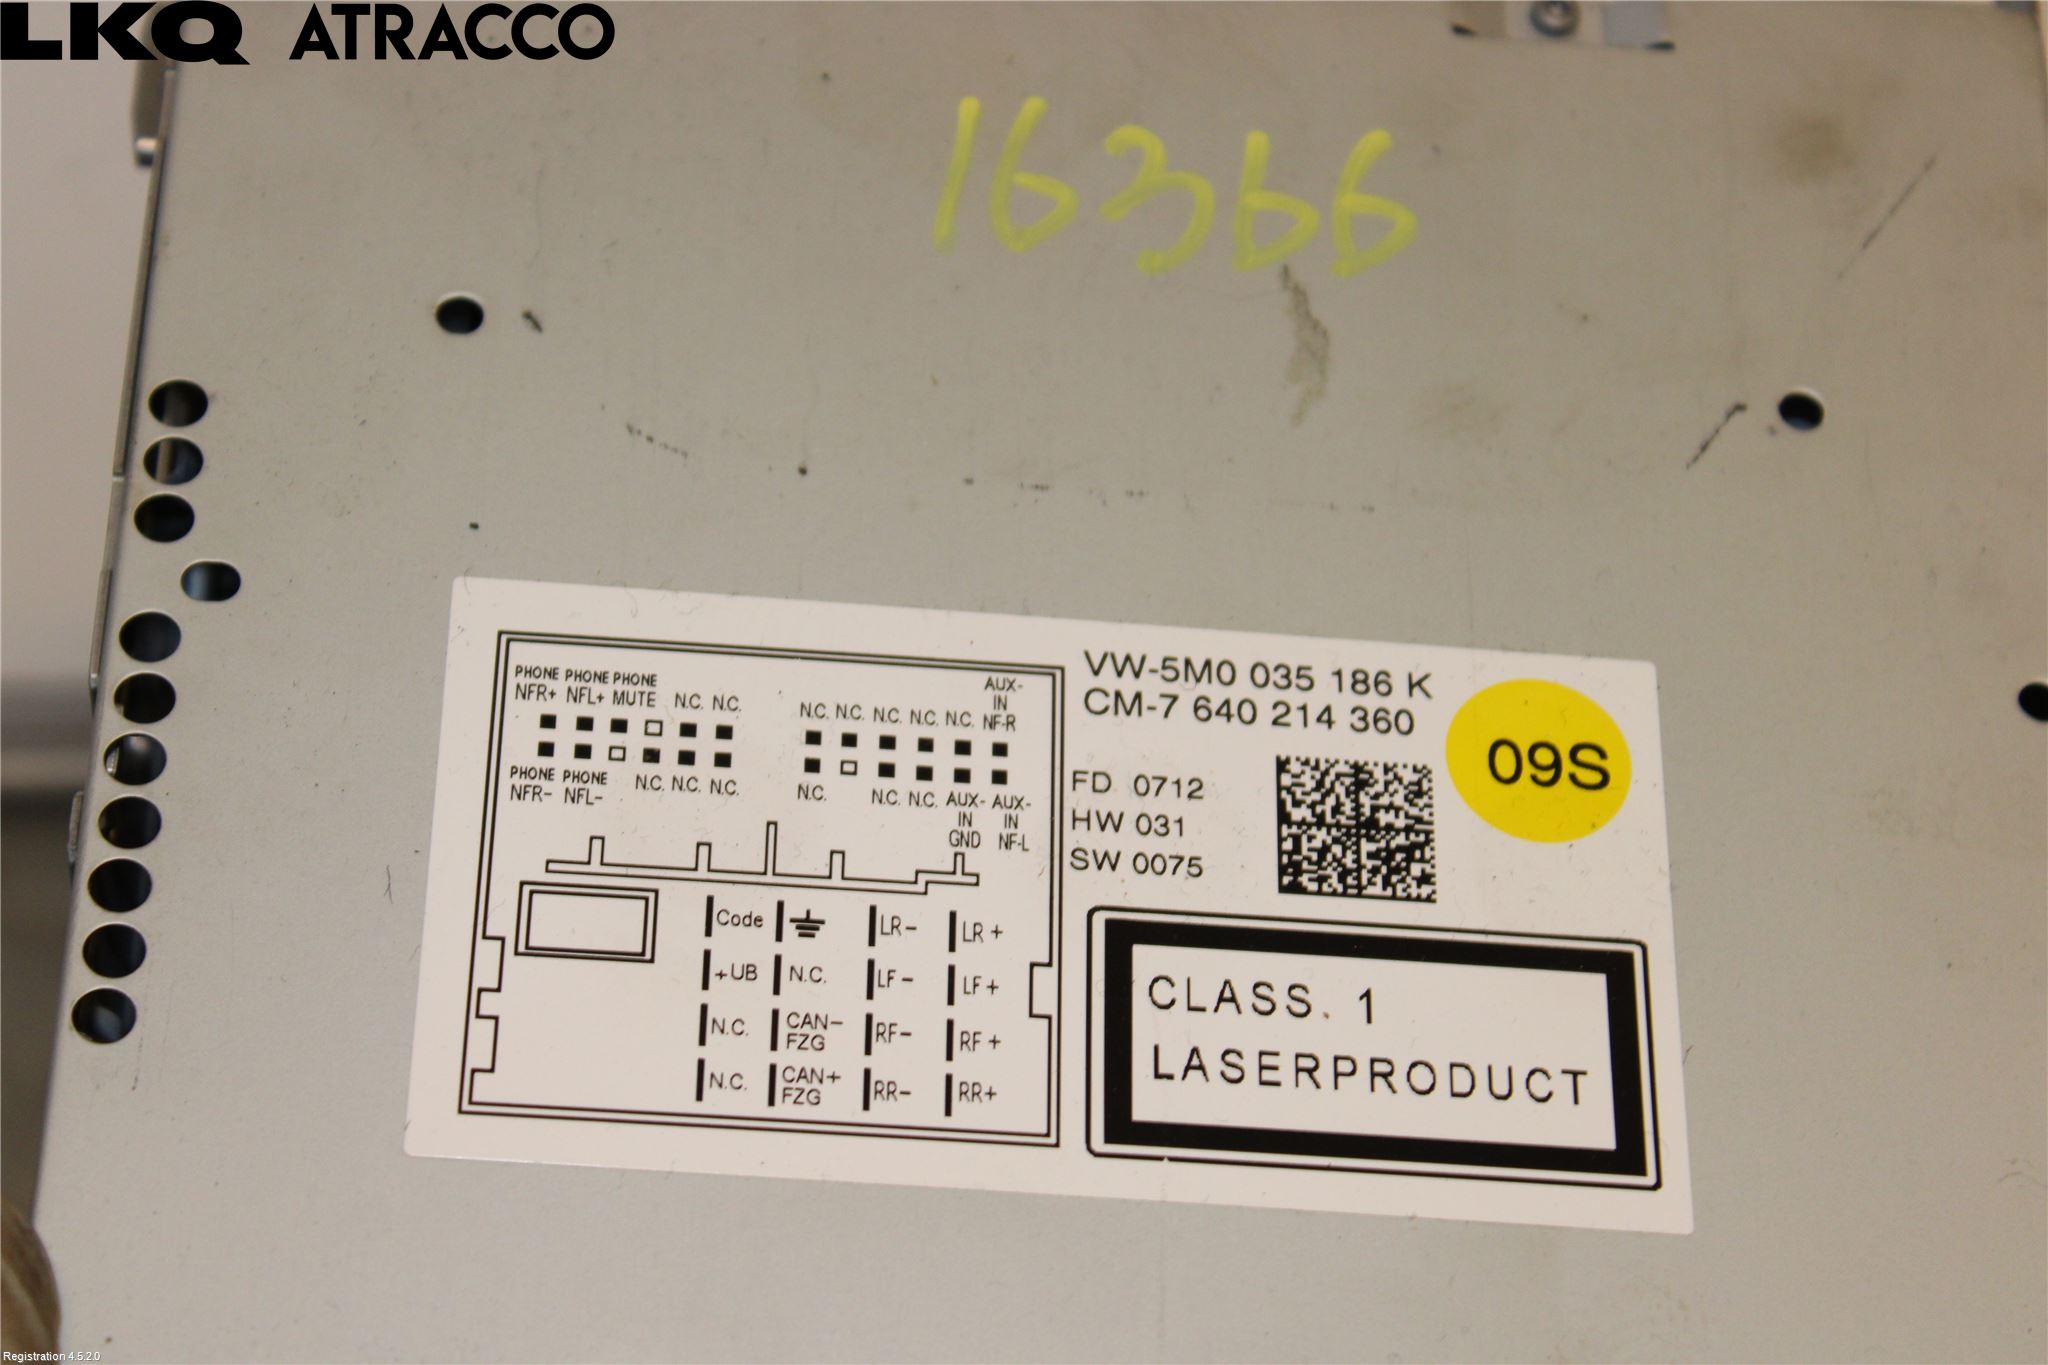 LKQ ATRACCO
16366
VW-5M0 035 186 K
CM-7 640 214 360
FD 0712
HW 031
SW 0075
09S
CLASS. 1
LASERPRODUCT
PHONE PHONE PHONE
NFR+ NFL+ MUTE N.C. N.C.
PHONE PHONE
NFR- NFL-
N.C. N.C. N.C.
AUX-
IN
N.C. N.C. N.C. N.C. N.C. NF-R
N.C. N.C. N.C. AUX- AUX-
IN IN
GND NF-L
Code LR- LR+
+UB N.C. LF- LF+
N.C. CAN- FZG RF- RF+
N.C. CAN+ FZG RR- RR+
Registration 4.5.2.0